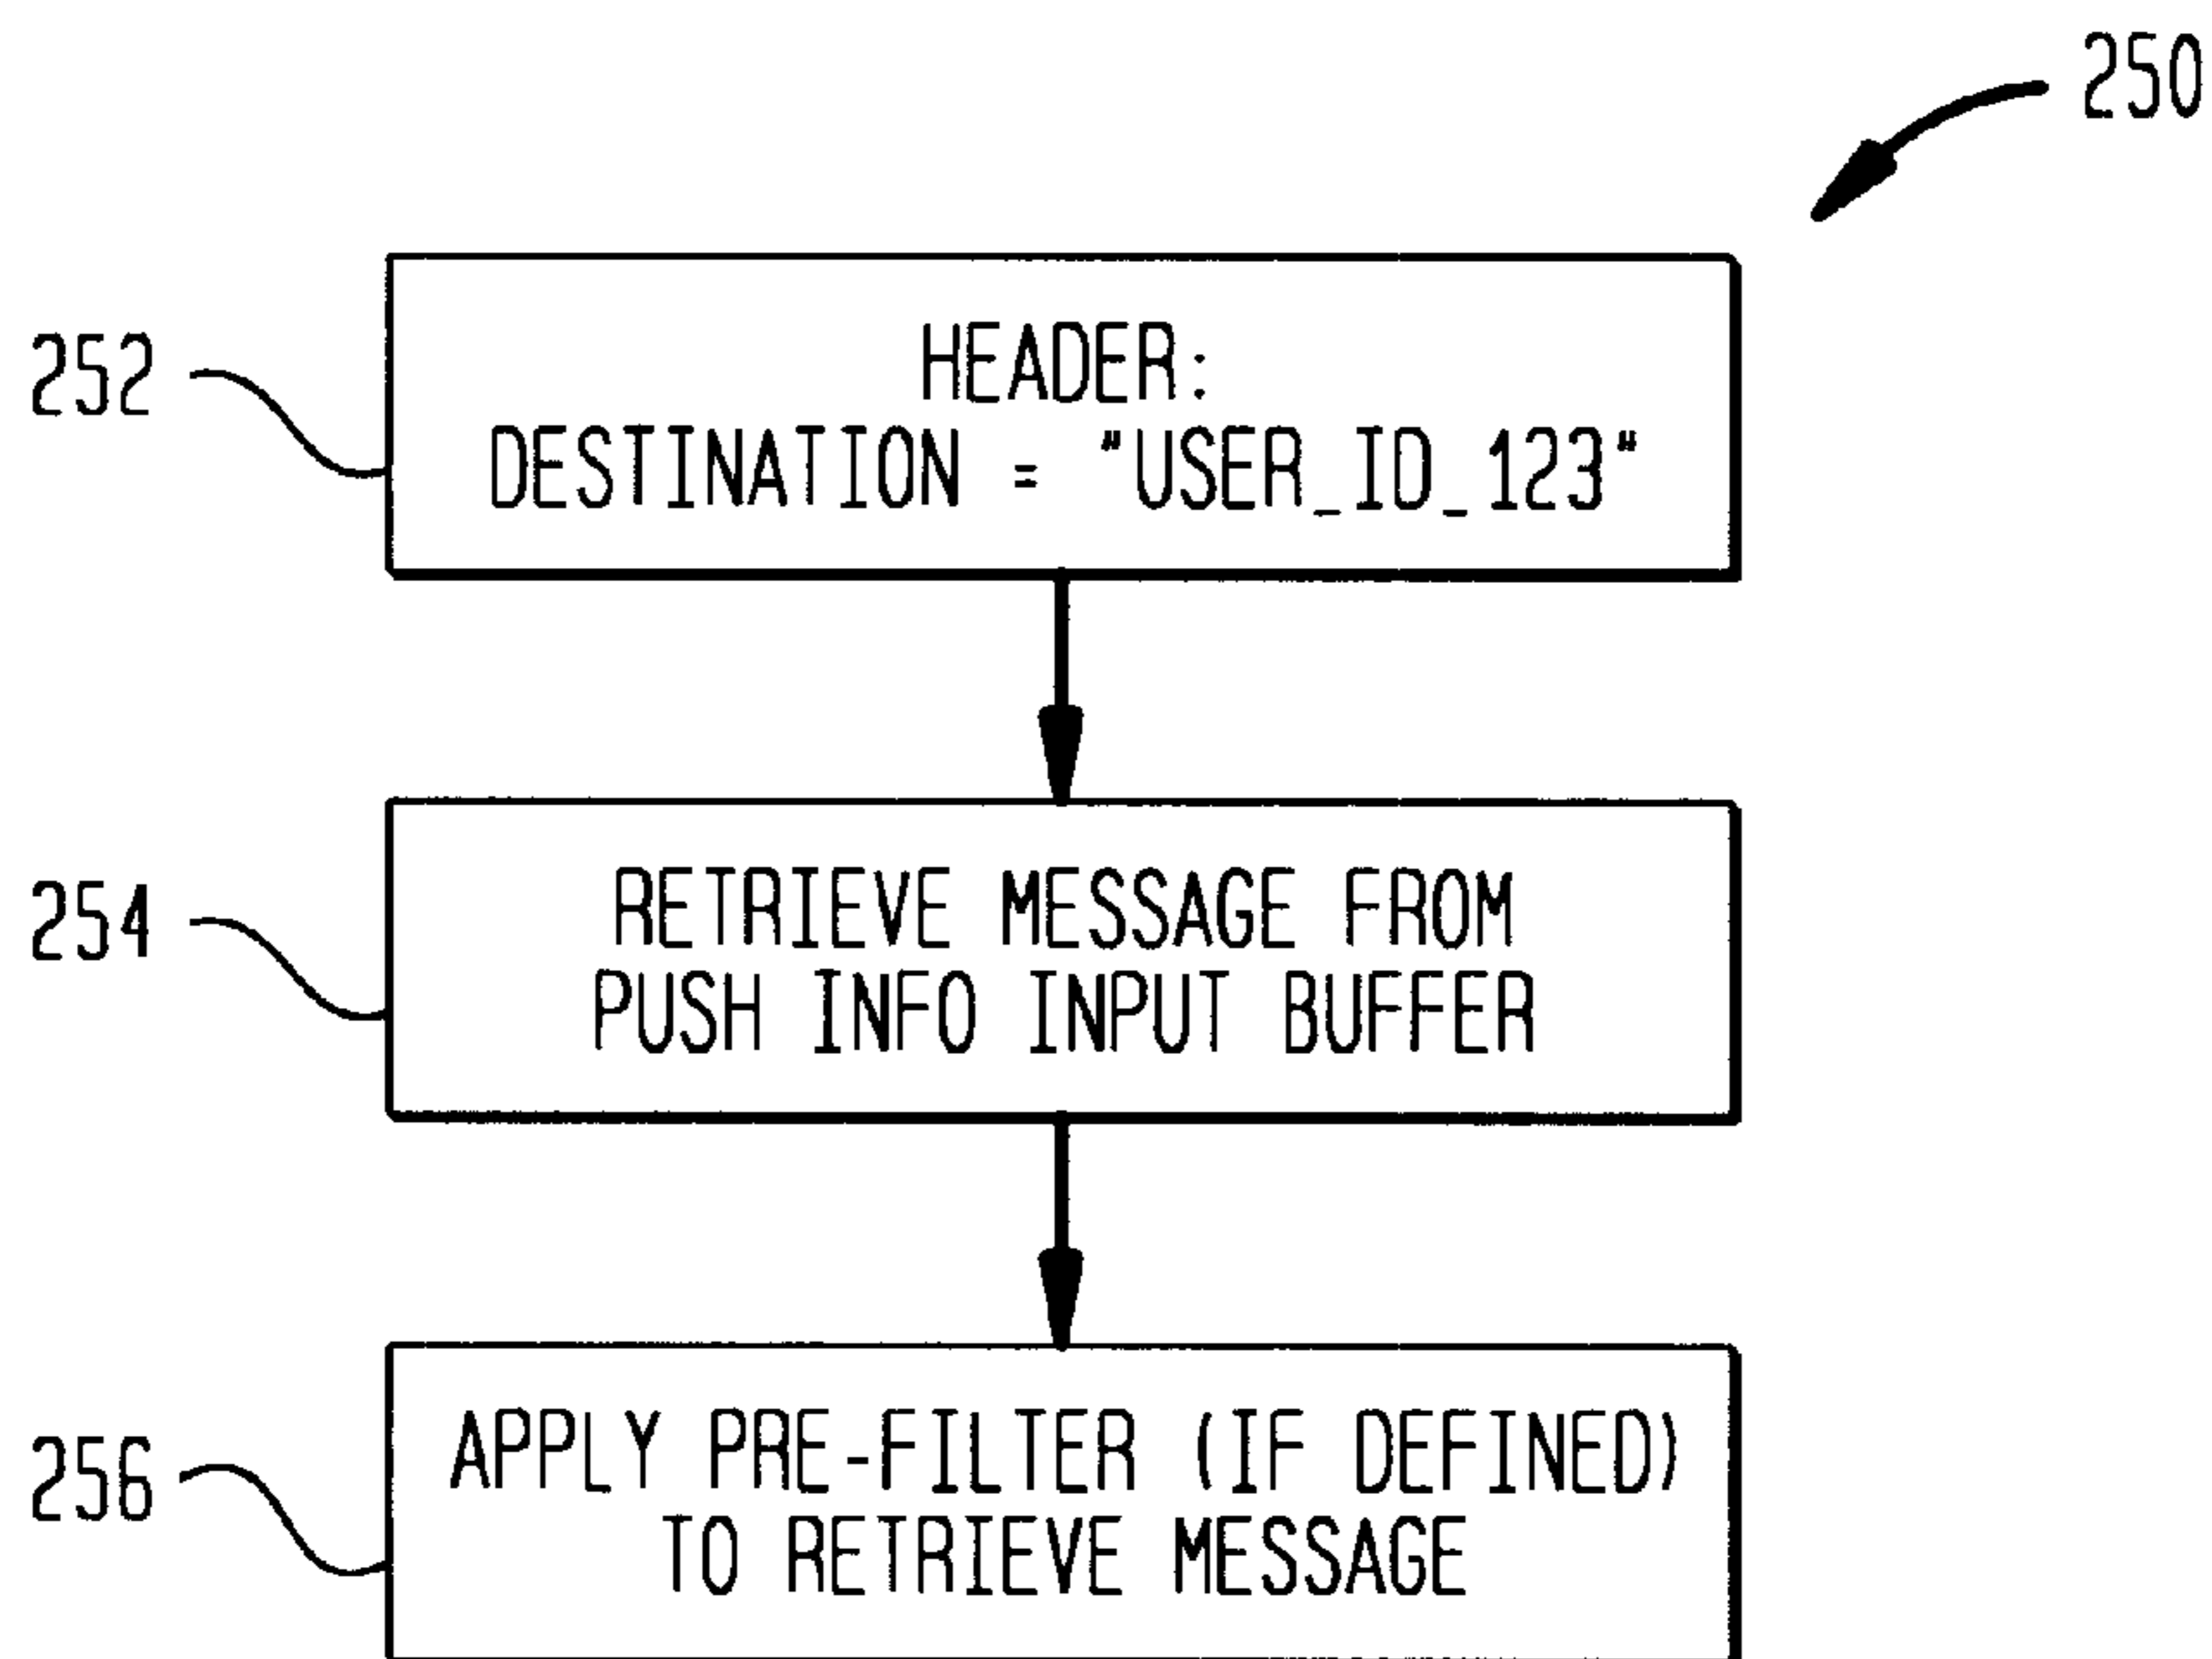 250
252
HEADER:
DESTINATION = "USER_ID_123"
254
RETRIEVE MESSAGE FROM
PUSH INFO INPUT BUFFER
256
APPLY PRE-FILTER (IF DEFINED)
TO RETRIEVE MESSAGE